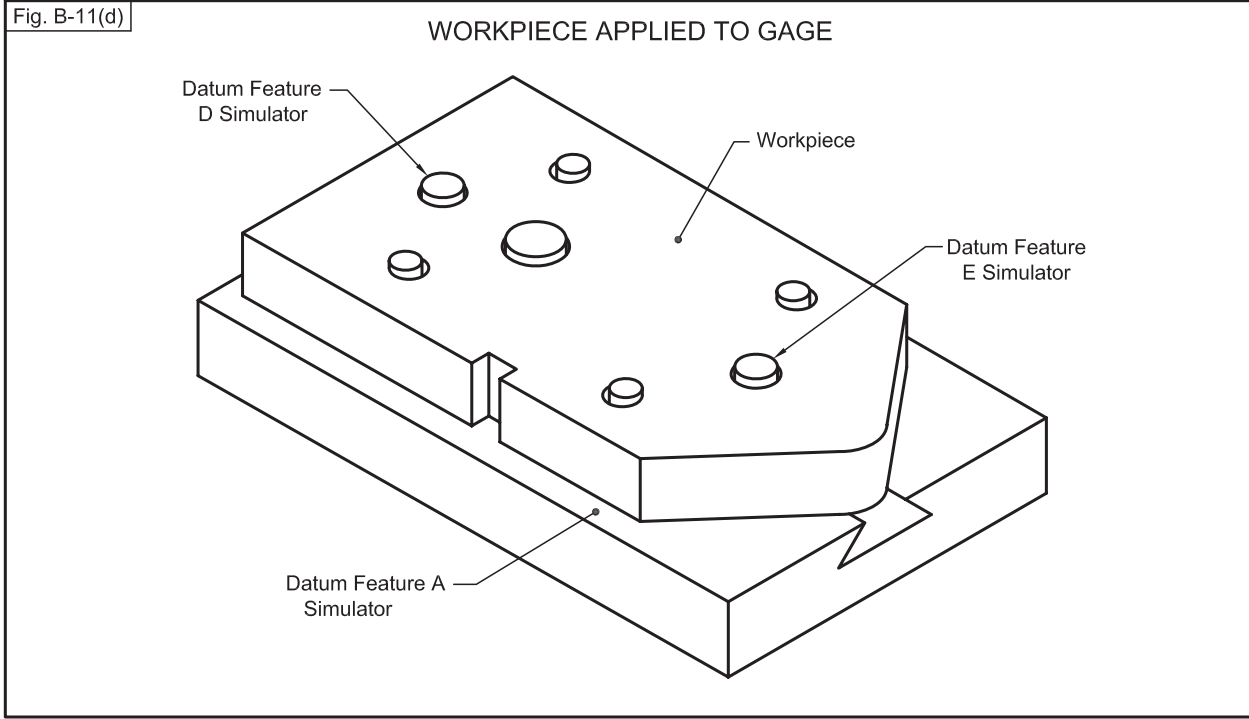 Fig. B-11(d)
WORKPIECE APPLIED TO GAGE
Datum Feature
D Simulator
Workpiece
Datum Feature
E Simulator
Datum Feature A
Simulator